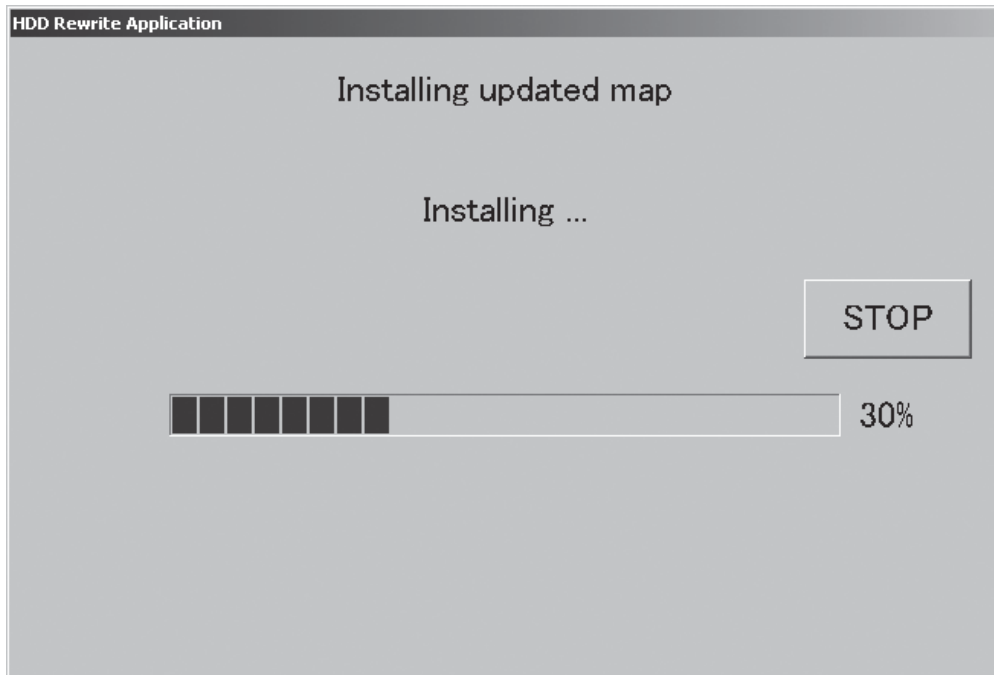 HDD Rewrite Application
Installing updated map
Installing ...
STOP
30%